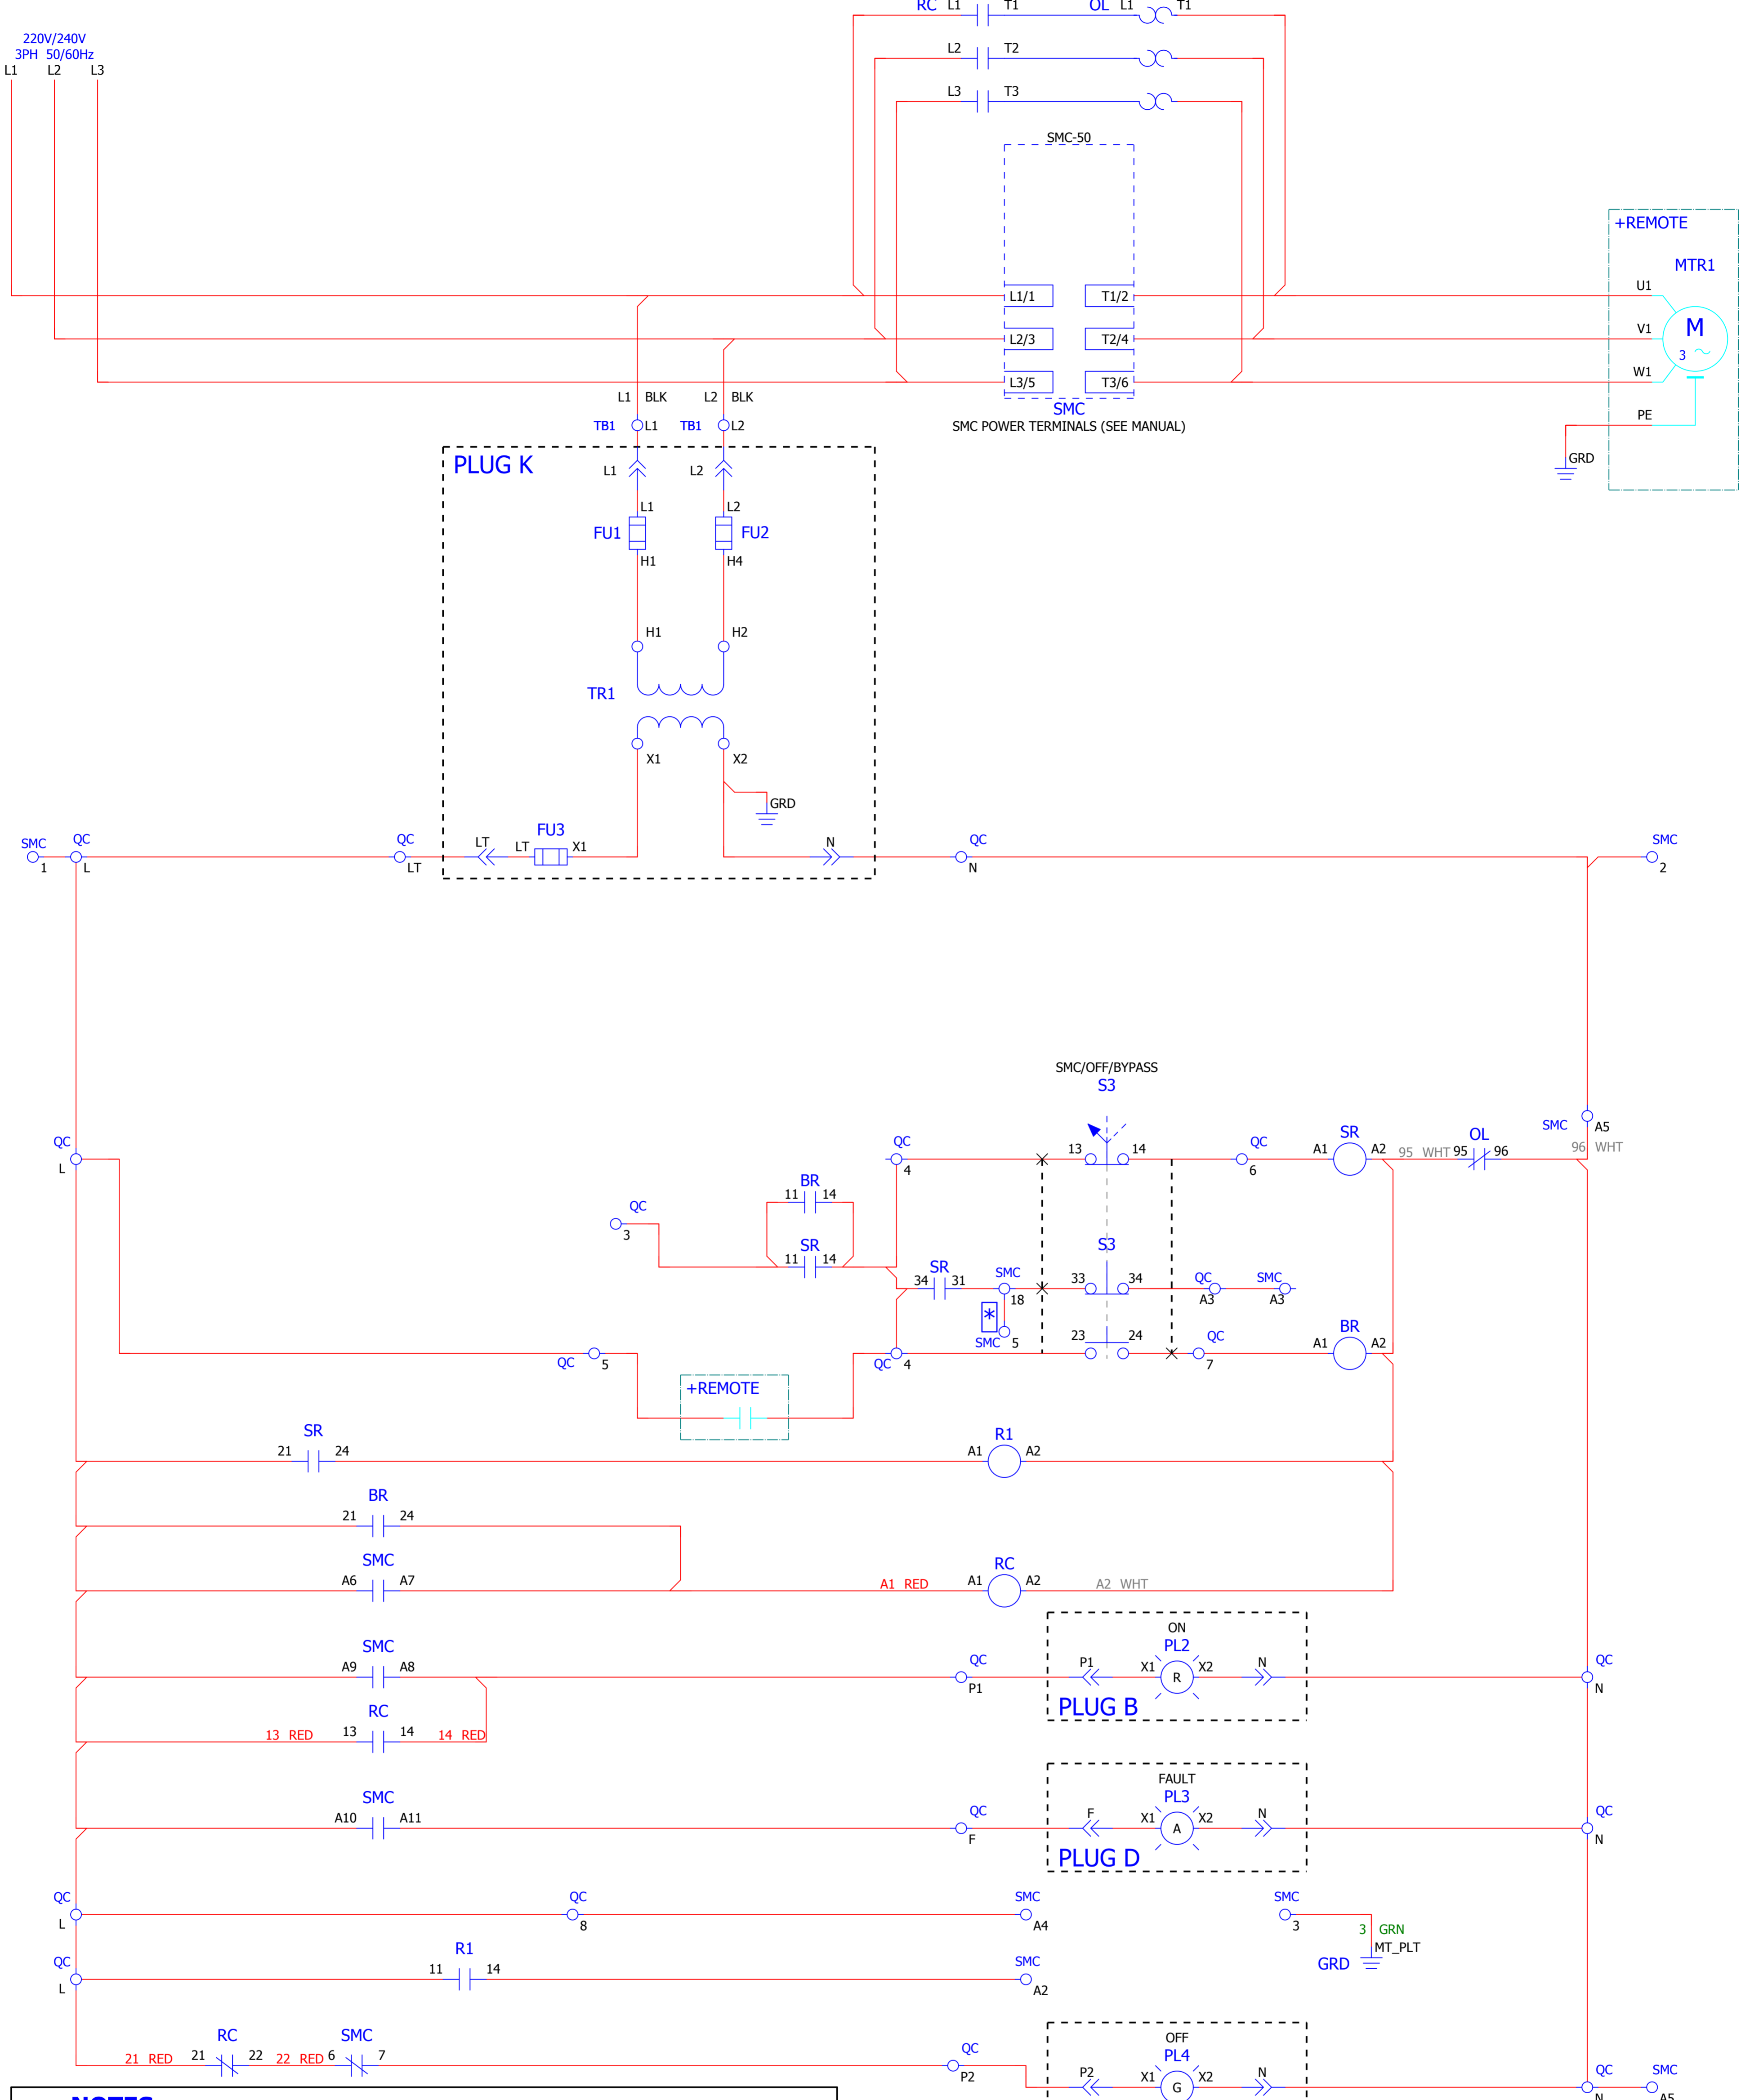 RC L1 T1 OL L1 T1
220V/240V
3PH 50/60Hz
L1 L2 L3
L2 T2
L3 T3
SMC-50
+REMOTE
MTR1
L1/1 T1/2 U1
L2/3 T2/4 V1 M
3
L3/5 T3/6 W1
L1 BLK L2 BLK
SMC
PE
TB1 L1 TB1 L2
SMC POWER TERMINALS (SEE MANUAL)
GRD
PLUG K
L1 L2
L1 L2
FU1 FU2
H1 H4
H1 H2
TR1
X1 X2
GRD
SMC QC QC LT LT FU3 X1 N QC SMC
1 L LT N 2
SMC/OFF/BYPASS
S3
SMC A5
QC QC 13 14 QC SR OL 96 WHT
L 4 6 A1 A2 95 WHT 95 96
BR
11 14
QC
3
SR S3
11 14
SR SMC QC SMC
34 31 18 33 34 A3 A3
*
SMC 5
23 24 QC BR
QC 5 QC 4 7 A1 A2
+REMOTE
SR R1
21 24 A1 A2
BR
21 24
SMC RC
A6 A7 A1 RED A1 A2 A2 WHT
ON
SMC QC PL2 QC
A9 A8 P1 P1 X1 R X2 N N
PLUG B
RC
13 RED 13 14 14 RED
FAULT
SMC QC PL3 QC
A10 A11 F F X1 A X2 N N
PLUG D
QC QC SMC SMC
L 8 A4 3
3 GRN
MT_PLT
GRD
QC R1 SMC
L 11 14 A2
OFF
RC SMC QC PL4 QC SMC
21 RED 21 22 22 RED 6 7 P2 P2 X1 G X2 N N A5
NOTES